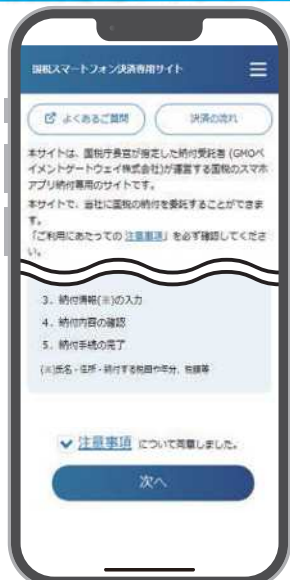 国税スマートフォン決済専用サイト
よくあるご質問
決済の流れ
本サイトは、国税庁長官が指定した納付受託者(GMOペ
イメントゲートウェイ株式会社)が運営する国税のスマホ
アプリ納付専用のサイトです。
本サイトで、当社に国税の納付を委託することができま
す。
「ご利用にあたっての注意事項」を必ず確認してくださ
い。
3. 納付情報(※)の入力
4. 納付内容の確認
5. 納付手続の完了
(※)氏名・住所・納付する税目や年分、税額等
注意事項 について同意しました。
次へ